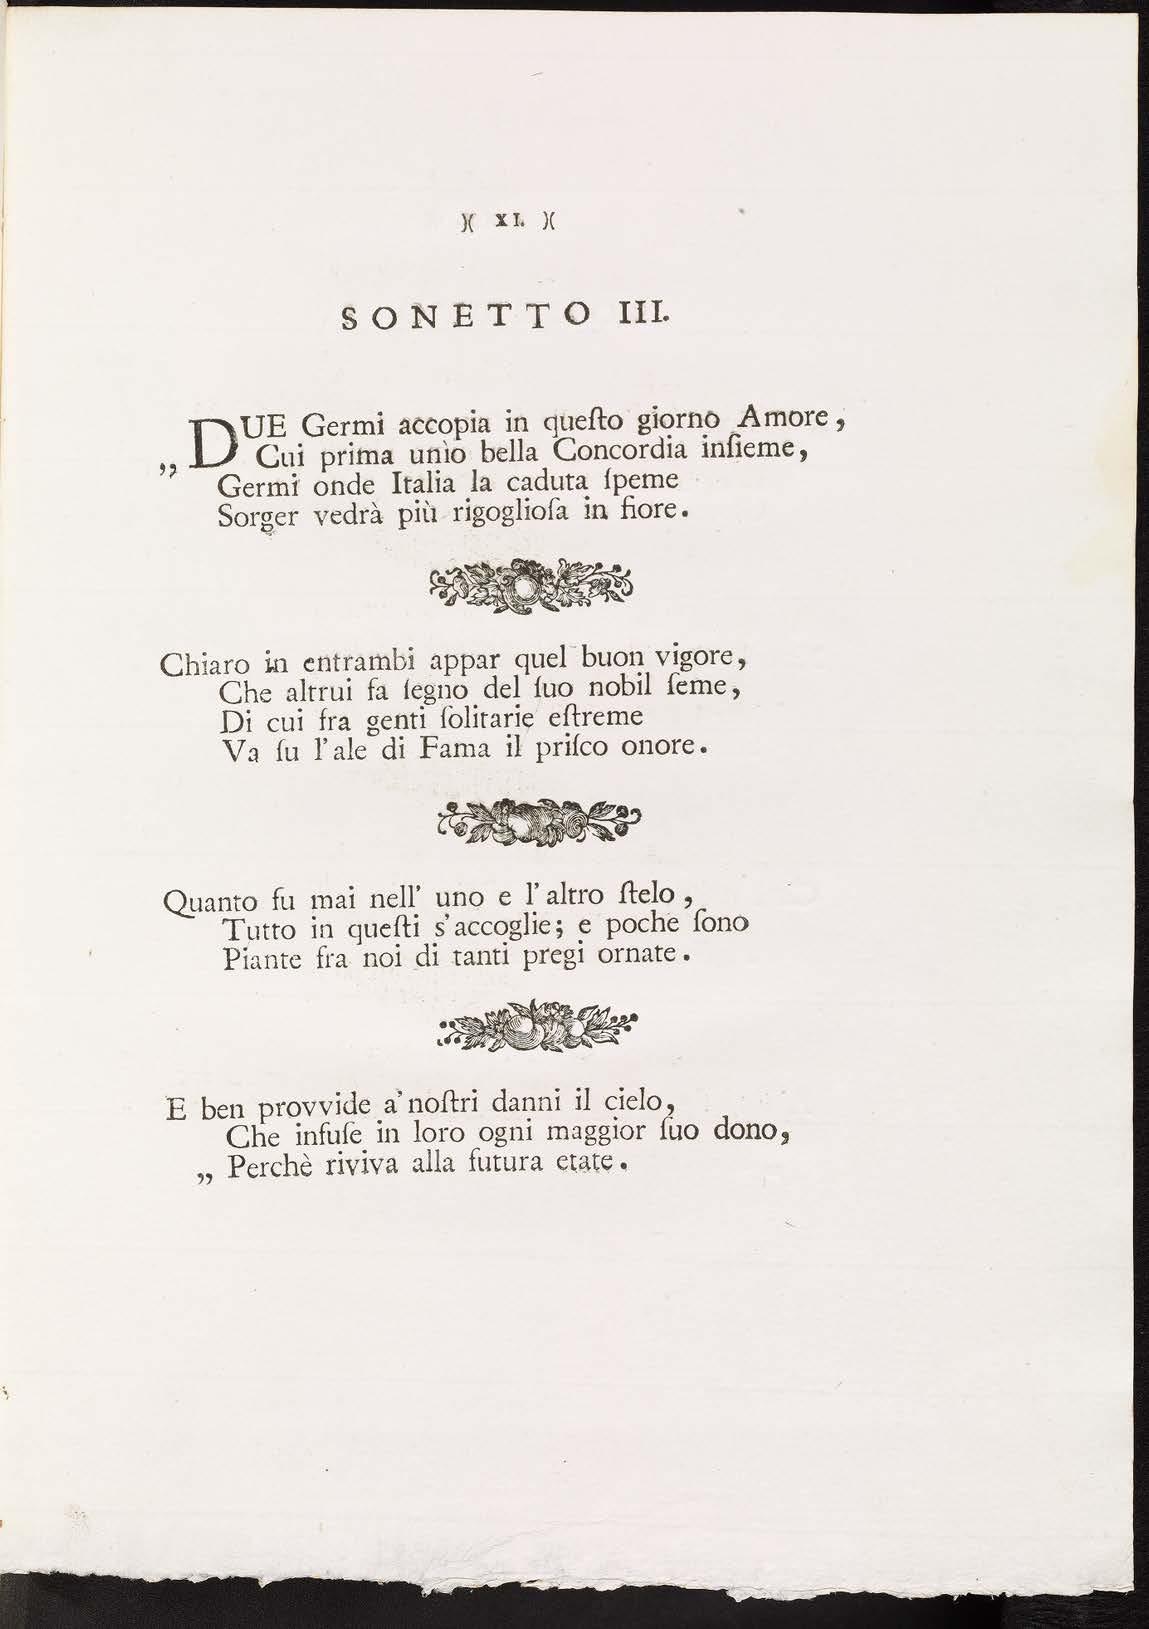 )( XI. )(
SONETTO III.
DUE Germi accopia in queſto giorno Amore,
„ Cui prima unìo bella Concordia inſieme,
Germi onde Italia la caduta ſpeme
Sorger vedrà più rigoglioſa in fiore.
Chiaro in entrambi appar quel buon vigore,
Che altrui fa ſegno del ſuo nobil ſeme,
Di cui fra genti ſolitarie eſtreme
Va ſu l'ale di Fama il priſco onore.
Quanto fu mai nell' uno e l'altro ſtelo,
Tutto in queſti s'accoglie; e poche ſono
Piante fra noi di tanti pregi ornate.
E ben provvide a' noſtri danni il cielo,
Che infuſe in loro ogni maggior ſuo dono,
„ Perchè riviva alla futura etate.